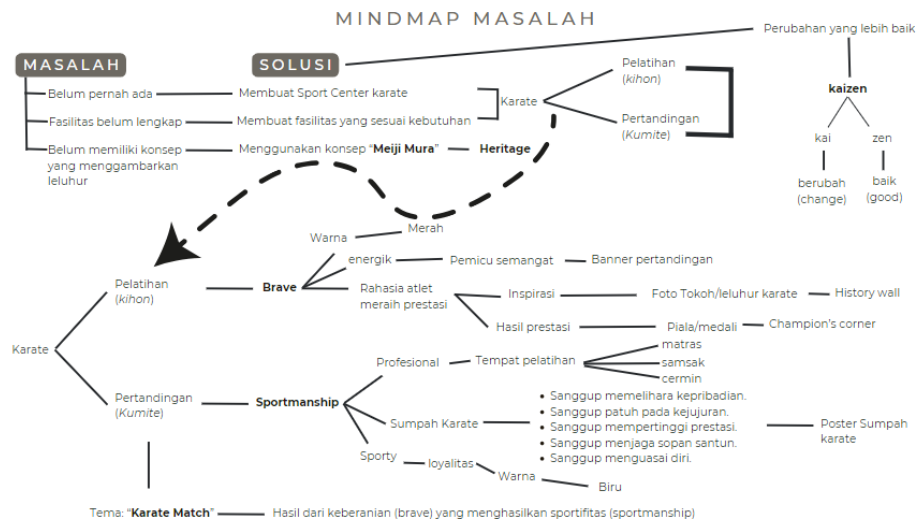 MINDMAP MASALAH
Perubahan yang lebih baik
MASALAH
SOLUSI
Belum pernah ada
Membuat Sport Center karate
Fasilitas belum lengkap
Membuat fasilitas yang sesuai kebutuhan
Belum memiliki konsep
yang menggambarkan
leluhur
Menggunakan konsep "Meiji Mura"
Heritage
Karate
Pelatihan
(kihon)
Pertandingan
(Kumite)
kaizen
kai
zen
berubah
(change)
baik
(good)
Karate
Pelatihan
(kihon)
Brave
Warna
Merah
energik
Pemicu semangat
Banner pertandingan
Rahasia atlet
meraih prestasi
Inspirasi
Foto Tokoh/leluhur karate
History wall
Hasil prestasi
Piala/medali
Champion's corner
Pertandingan
(Kumite)
Sportmanship
Profesional
Tempat pelatihan
matras
samsak
cermin
Sumpah Karate
• Sanggup memelihara kepribadian.
• Sanggup patuh pada kejujuran.
• Sanggup mempertinggi prestasi.
• Sanggup menjaga sopan santun.
• Sanggup menguasai diri.
Poster Sumpah
karate
Sporty
loyalitas
Warna
Biru
Tema: "Karate Match"
Hasil dari keberanian (brave) yang menghasilkan sportifitas (sportmanship)